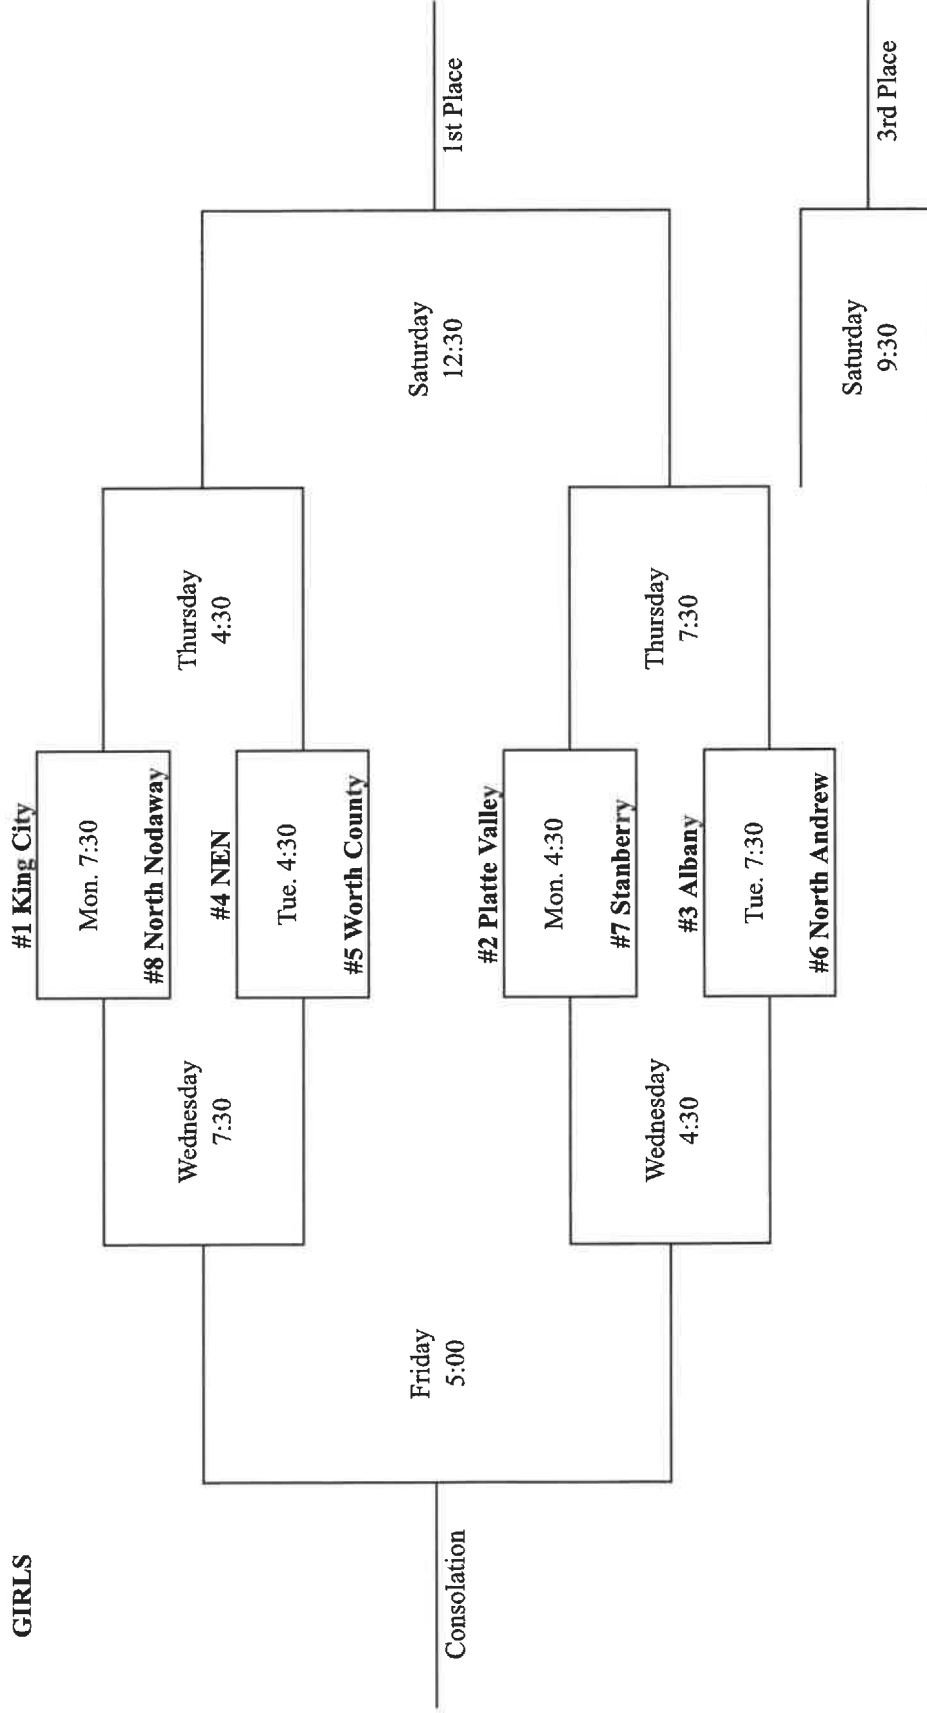 GIRLS
#1 King City
Mon. 7:30
#8 North Nodaway
#4 NEN
Tue. 4:30
#5 Worth County
#2 Platte Valley
Mon. 4:30
#7 Stanberry
#3 Albany
Tue. 7:30
#6 North Andrew
Wednesday
7:30
Wednesday
4:30
Thursday
4:30
Thursday
7:30
Friday
5:00
Consolation
Saturday
12:30
1st Place
Saturday
9:30
3rd Place